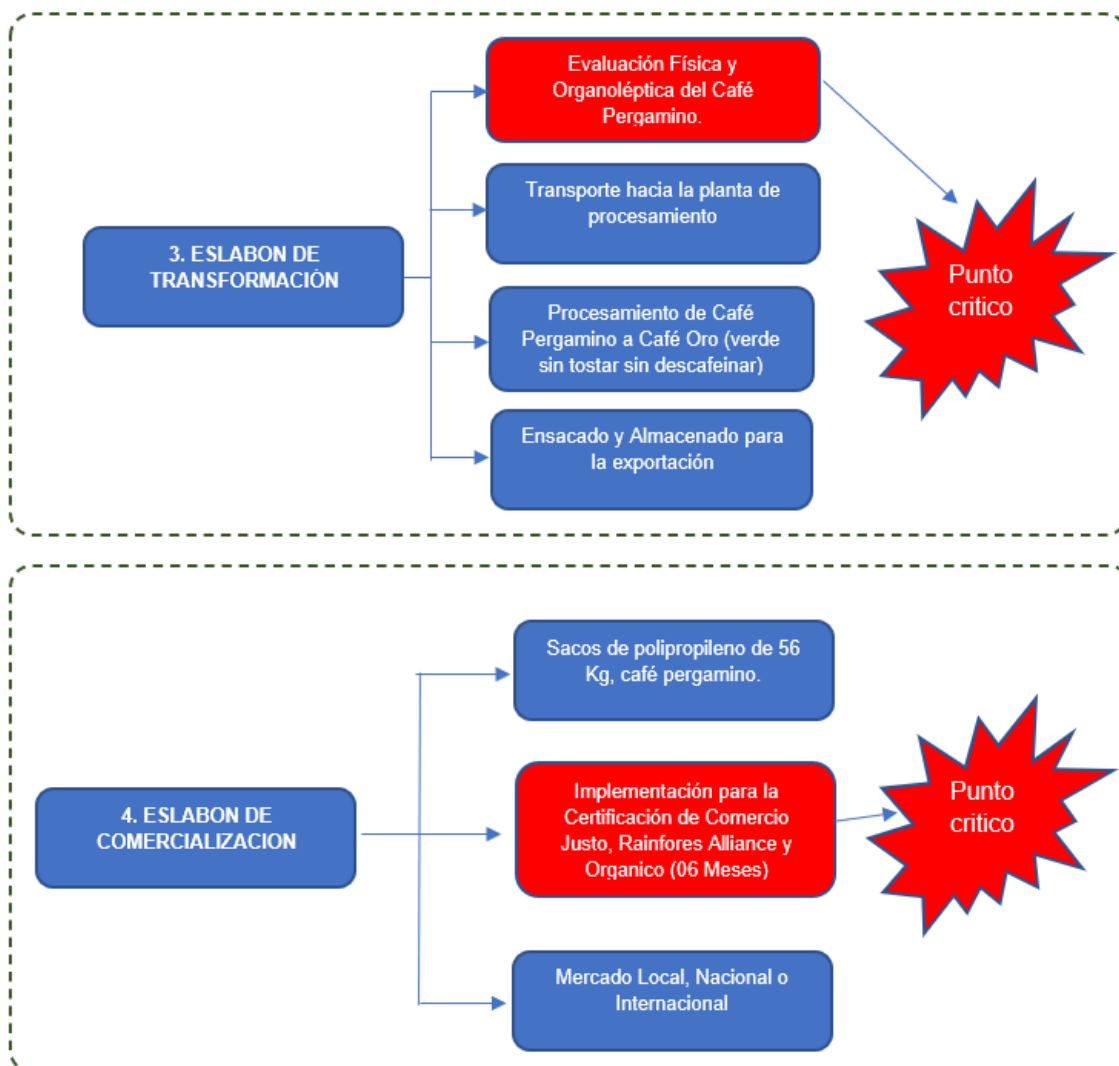 Evaluación Física y
Organoléptica del Café
Pergamino.
Transporte hacia la planta de
procesamiento
3. ESLABON DE
TRANSFORMACIÓN
Punto
critico
Procesamiento de Café
Pergamino a Café Oro (verde
sin tostar sin descafeinar)
Ensacado y Almacenado para
la exportación
Sacos de polipropileno de 56
Kg, café pergamino.
4. ESLABON DE
COMERCIALIZACION
Implementación para la
Certificación de Comercio
Justo, Rainfores Alliance y
Organico (06 Meses)
Punto
critico
Mercado Local, Nacional o
Internacional